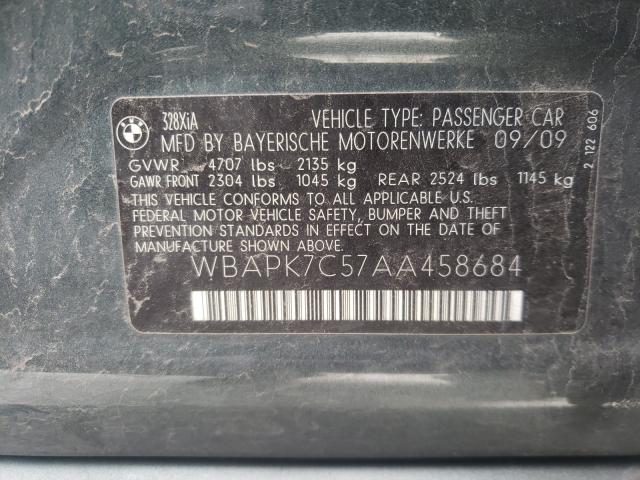 BMW
328XiA VEHICLE TYPE: PASSENGER CAR
MFD BY BAYERISCHE MOTORENWERKE 09/09
GVWR 4707 lbs 2135 kg
GAWR FRONT 2304 lbs 1045 kg REAR 2524 lbs 1145 kg
THIS VEHICLE CONFORMS TO ALL APPLICABLE U.S.
FEDERAL MOTOR VEHICLE SAFETY, BUMPER AND THEFT
PREVENTION STANDARDS IN EFFECT ON THE DATE
OF MANUFACTURE SHOWN ABOVE.
WBAPK7C57AA458684
2 122 606